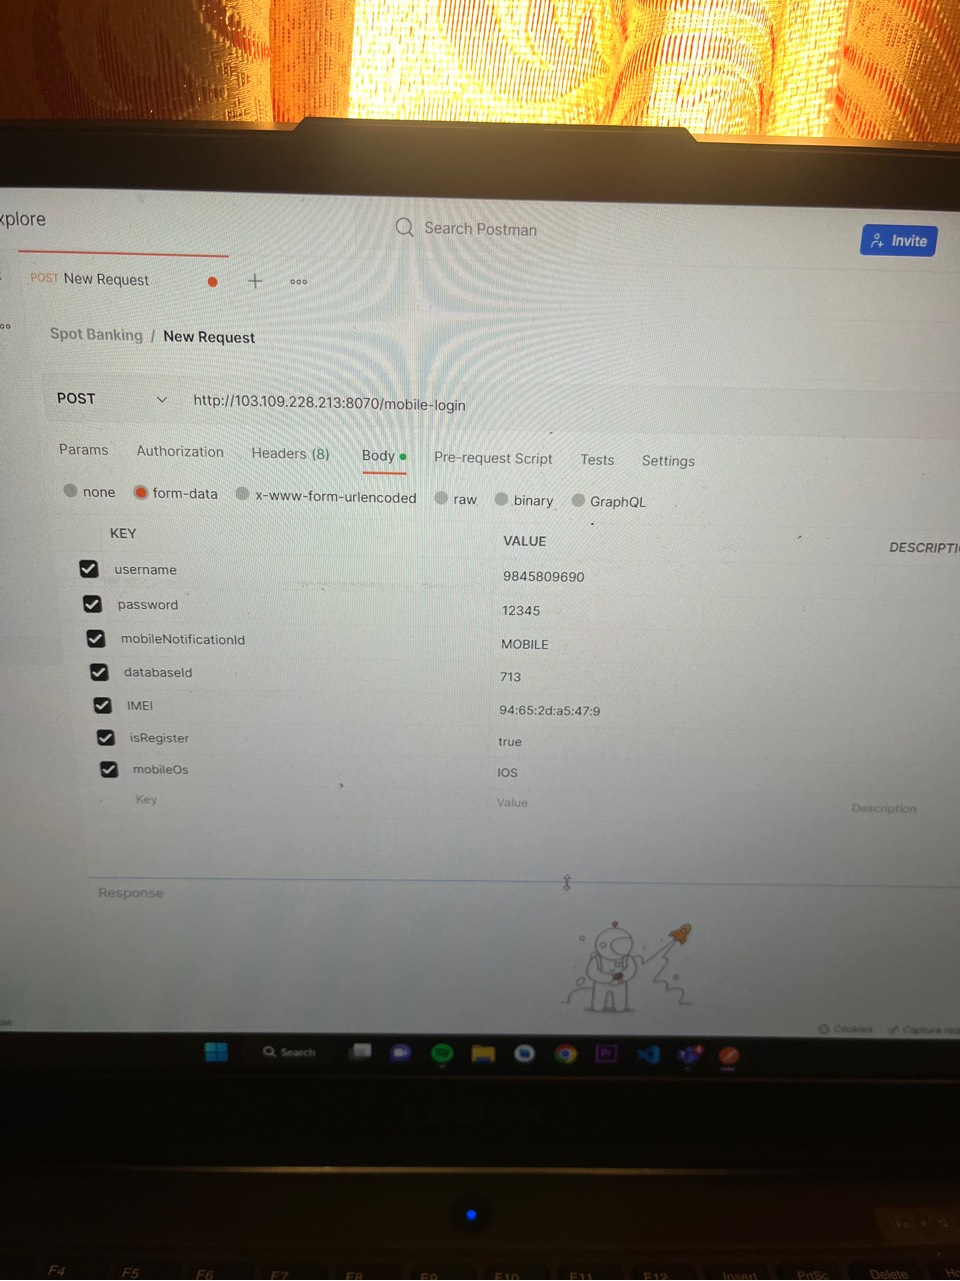 xplore
Search Postman
Invite
POST New Request
Spot Banking / New Request
POST
http://103.109.228.213:8070/mobile-login
Params Authorization Headers (8) Body Pre-request Script Tests Settings
none form-data x-www-form-urlencoded raw binary GraphQL
KEY VALUE DESCRIPTI
username 9845809690
password 12345
mobileNotificationId MOBILE
databaseId 713
IMEI 94:65:2d:a5:47:9
isRegister true
mobileOs IOS
Key Value Description
Response
Cookies Capture
Search
Fn +
F4 F5 F6 F7 F8 F9 F10 F11 F12 Insert PrtSc Delete